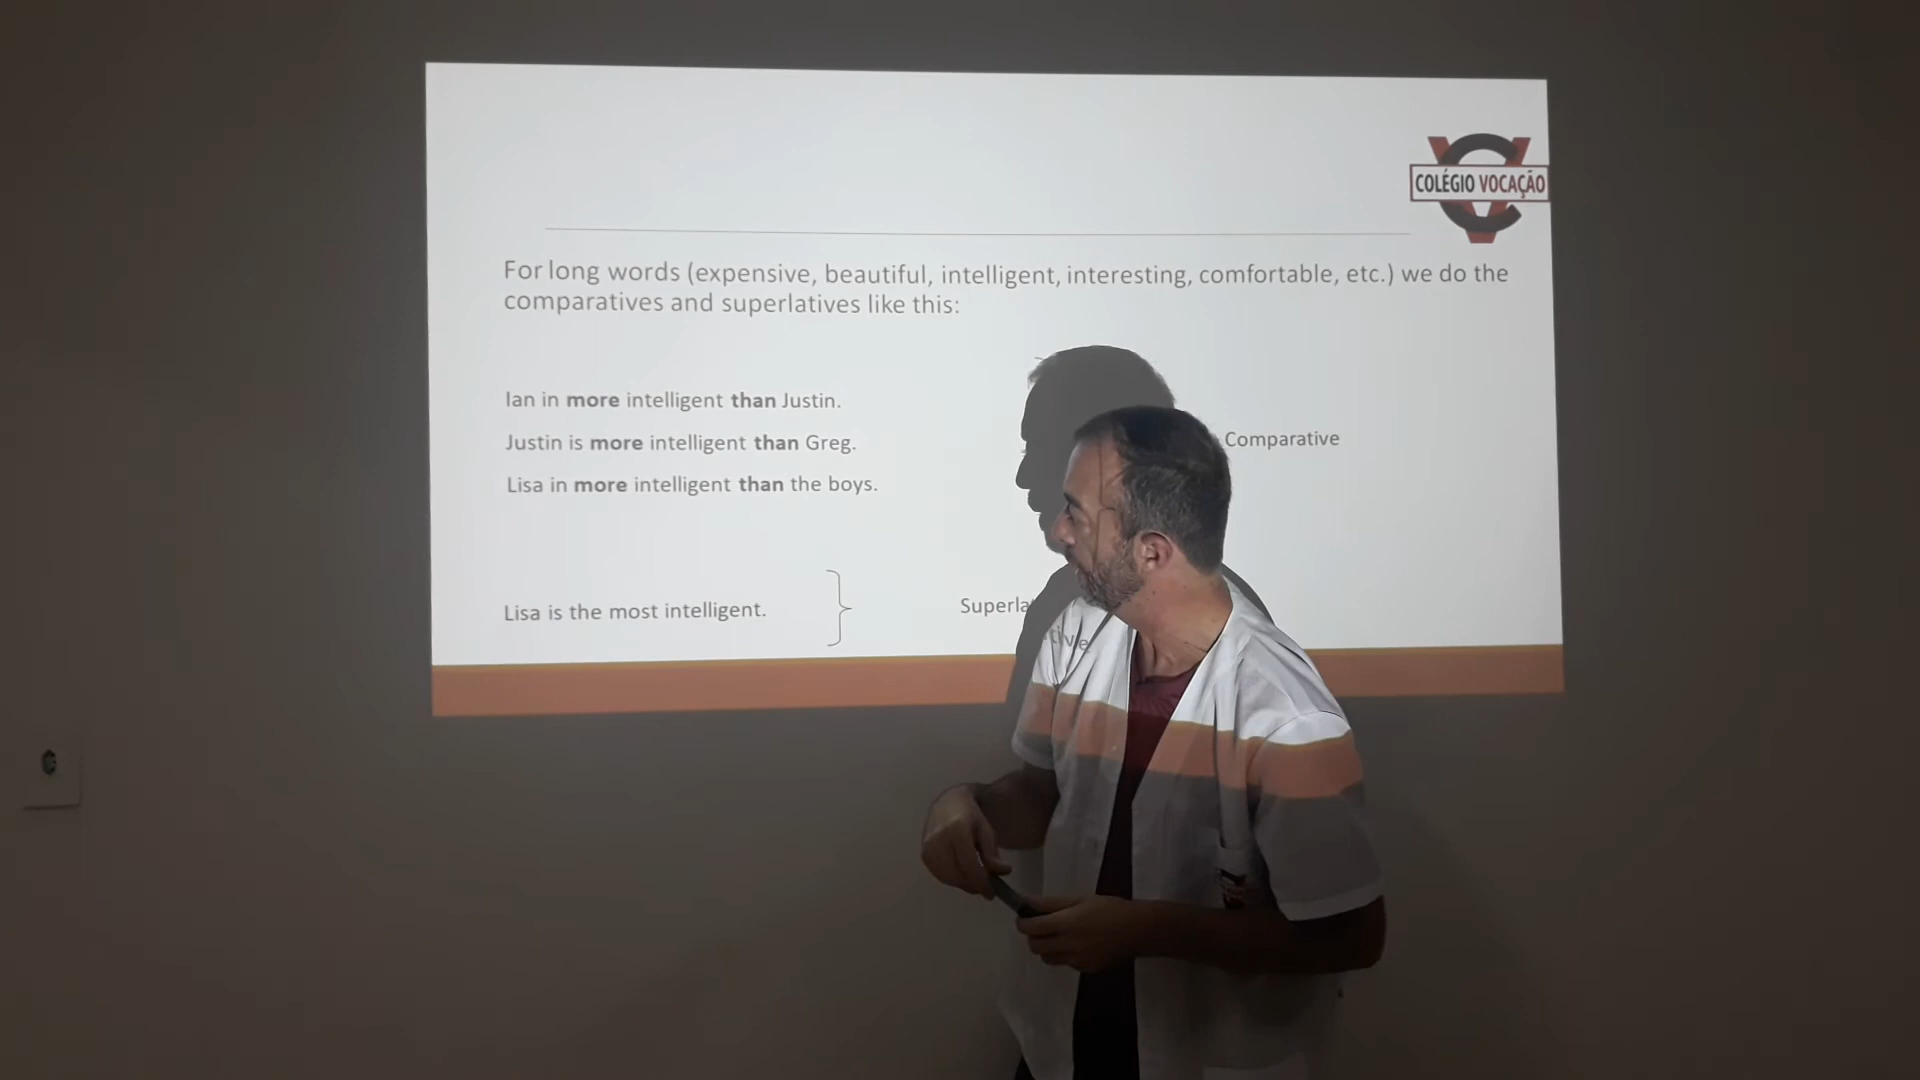 COLÉGIO VOCAÇÃO
For long words (expensive, beautiful, intelligent, interesting, comfortable, etc.) we do the
comparatives and superlatives like this:
Ian in more intelligent than Justin.
Justin is more intelligent than Greg.
Comparative
Lisa in more intelligent than the boys.
Lisa is the most intelligent.
Superlative